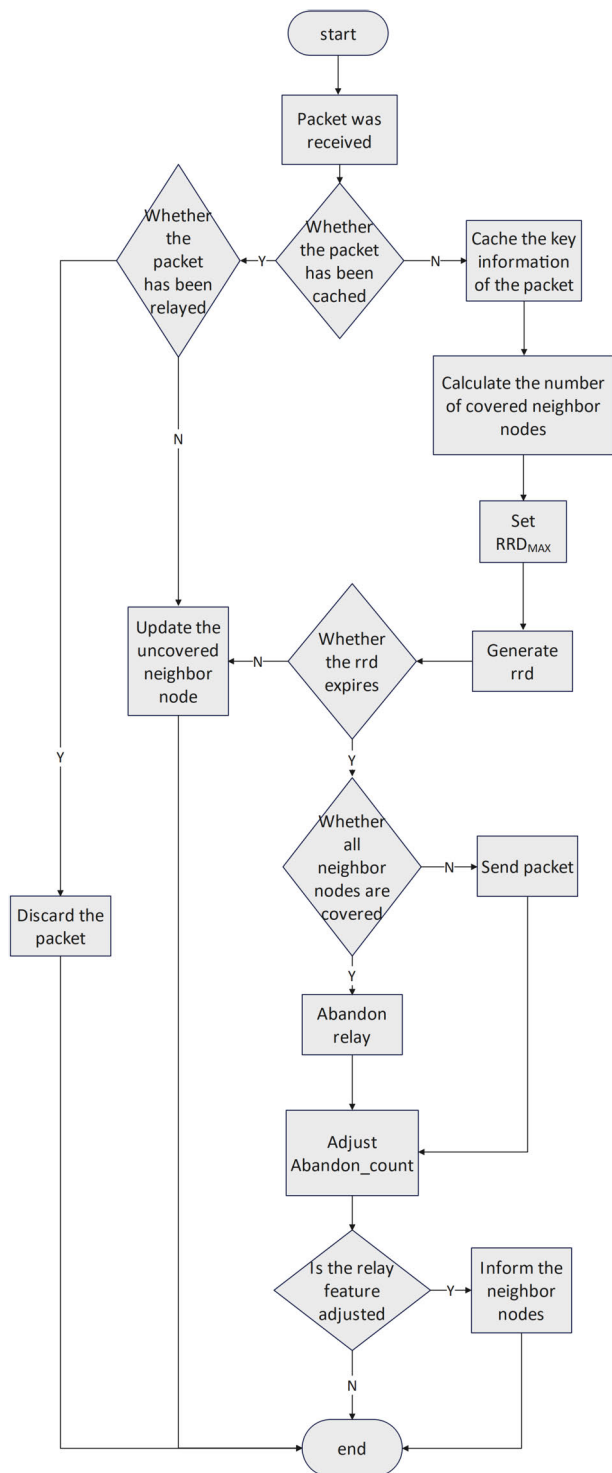 start
Packet was
received
Whether
the
packet
has been
relayed
Y
Whether
the packet
has been
cached
N
Cache the key
information
of the packet
Calculate the number
of covered neighbor
nodes
N
Set
RRDMAX
Update the
uncovered
neighbor
node
N
Whether
the rrd
expires
Generate
rrd
Y
Y
Whether
all
neighbor
nodes are
covered
N
Send packet
Discard the
packet
Y
Abandon
relay
Adjust
Abandon_count
Is the relay
feature
adjusted
Y
Inform the
neighbor
nodes
N
end